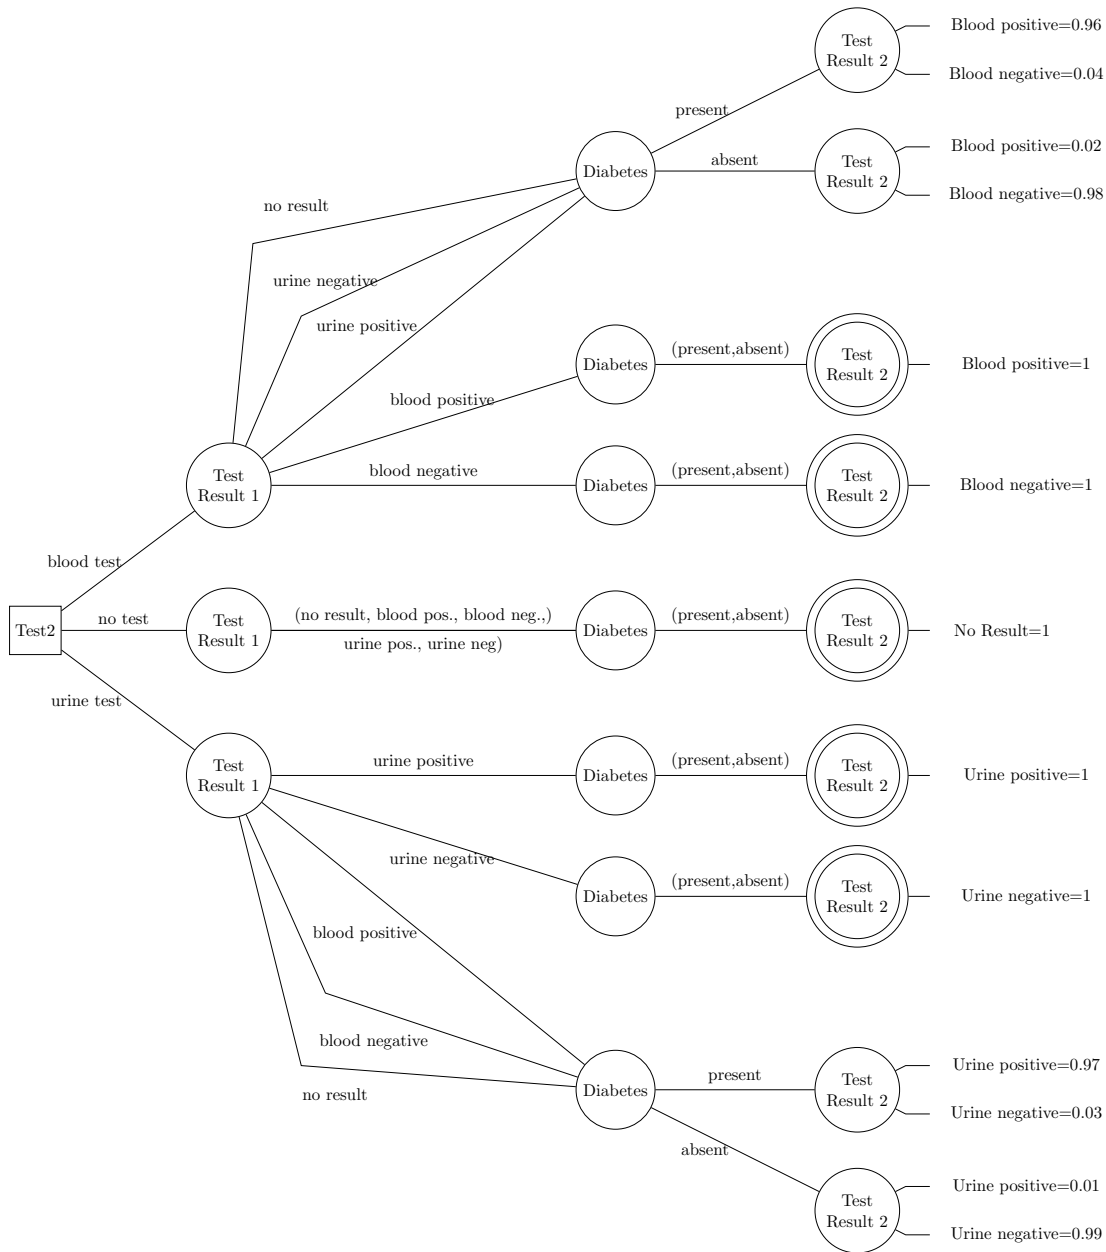 Test
Result 2
Blood positive=0.96
Blood negative=0.04
present
Diabetes
absent
Test
Result 2
Blood positive=0.02
Blood negative=0.98
no result
urine negative
urine positive
blood positive
Diabetes
(present,absent)
Test
Result 2
Blood positive=1
Test
Result 1
blood negative
Diabetes
(present,absent)
Test
Result 2
Blood negative=1
blood test
Test2
no test
Test
Result 1
(no result, blood pos., blood neg.,)
urine pos., urine neg)
Diabetes
(present,absent)
Test
Result 2
No Result=1
urine test
Test
Result 1
urine positive
Diabetes
(present,absent)
Test
Result 2
Urine positive=1
urine negative
Diabetes
(present,absent)
Test
Result 2
Urine negative=1
blood positive
blood negative
no result
Diabetes
present
Test
Result 2
Urine positive=0.97
Urine negative=0.03
absent
Test
Result 2
Urine positive=0.01
Urine negative=0.99